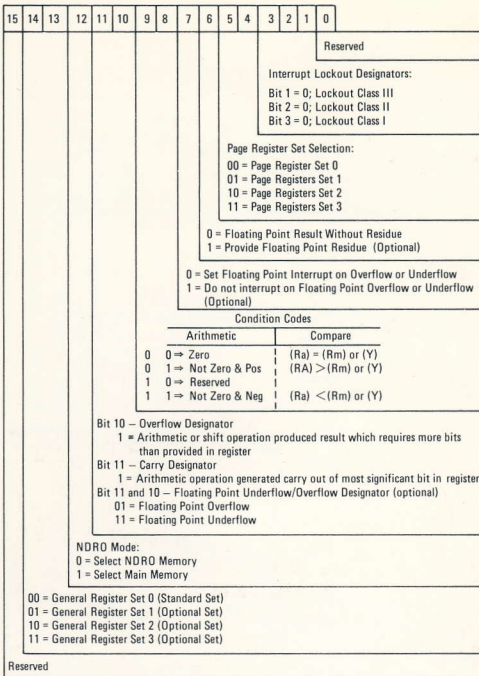 15 14 13 12 11 10 9 8 7 6 5 4 3 2 1 0
Reserved
Interrupt Lockout Designators:
Bit 1 = 0; Lockout Class III
Bit 2 = 0; Lockout Class II
Bit 3 = 0; Lockout Class I
Page Register Set Selection:
00 = Page Register Set 0
01 = Page Registers Set 1
10 = Page Registers Set 2
11 = Page Registers Set 3
0 = Floating Point Result Without Residue
1 = Provide Floating Point Residue (Optional)
0 = Set Floating Point Interrupt on Overflow or Underflow
1 = Do not interrupt on Floating Point Overflow or Underflow
(Optional)
Condition Codes
Arithmetic Compare
0 0 ⇒ Zero (Ra) = (Rm) or (Y)
0 1 ⇒ Not Zero & Pos (RA) > (Rm) or (Y)
1 0 ⇒ Reserved
1 1 ⇒ Not Zero & Neg (Ra) < (Rm) or (Y)
Bit 10 – Overflow Designator
1 = Arithmetic or shift operation produced result which requires more bits
than provided in register
Bit 11 – Carry Designator
1 = Arithmetic operation generated carry out of most significant bit in register
Bit 11 and 10 – Floating Point Underflow/Overflow Designator (optional)
01 = Floating Point Overflow
11 = Floating Point Underflow
NDRO Mode:
0 = Select NDRO Memory
1 = Select Main Memory
00 = General Register Set 0 (Standard Set)
01 = General Register Set 1 (Optional Set)
10 = General Register Set 2 (Optional Set)
11 = General Register Set 3 (Optional Set)
Reserved